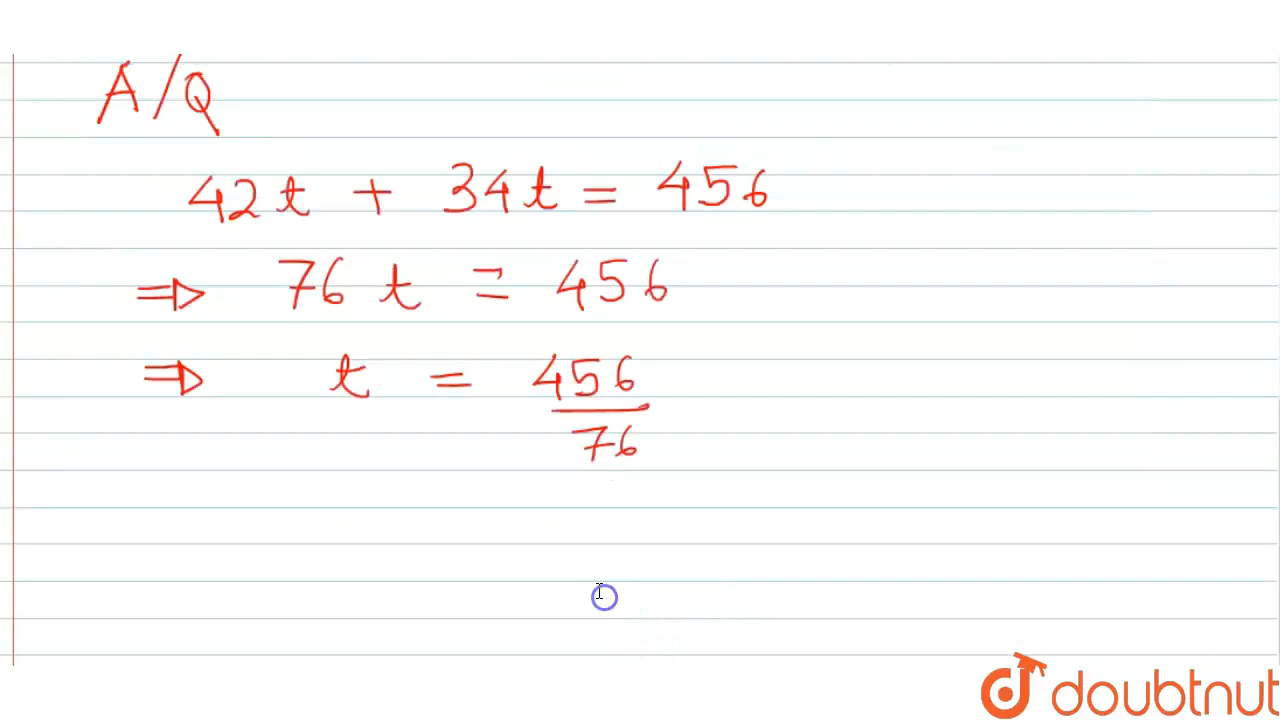 A/Q
42t + 34t = 456
⇒ 76t = 456
⇒ t = 456/76
doubtnut